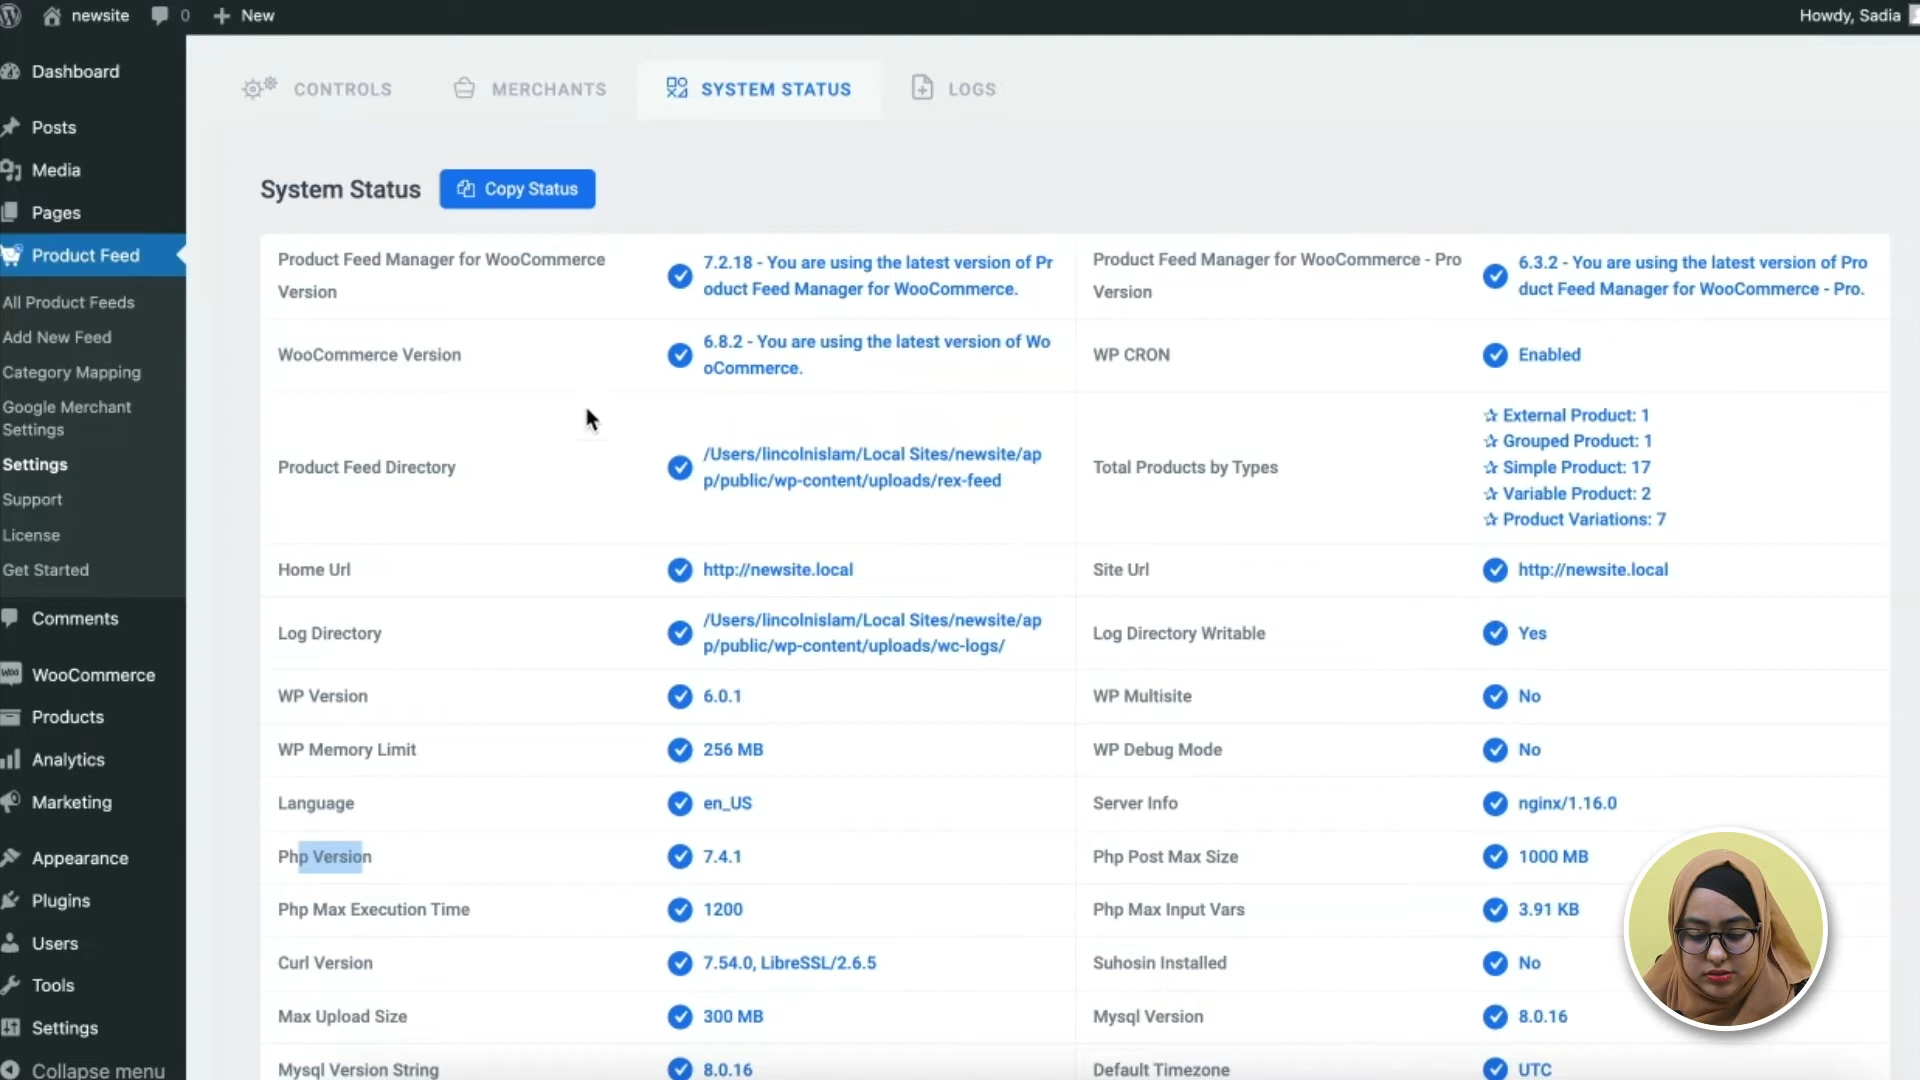 newsite
0
New
Howdy, Sadia
Dashboard
Posts
Media
Pages
Product Feed
All Product Feeds
Add New Feed
Category Mapping
Google Merchant
Settings
Settings
Support
License
Get Started
Comments
WooCommerce
Products
Analytics
Marketing
Appearance
Plugins
Users
Tools
Settings
Collapse menu
CONTROLS
MERCHANTS
SYSTEM STATUS
LOGS
System Status
Copy Status
Product Feed Manager for WooCommerce
Version
7.2.18 - You are using the latest version of Pr
oduct Feed Manager for WooCommerce.
Product Feed Manager for WooCommerce - Pro
Version
6.3.2 - You are using the latest version of Pro
duct Feed Manager for WooCommerce - Pro.
WooCommerce Version
6.8.2 - You are using the latest version of Wo
oCommerce.
WP CRON
Enabled
Product Feed Directory
/Users/lincolnislam/Local Sites/newsite/ap
p/public/wp-content/uploads/rex-feed
Total Products by Types
External Product: 1
Grouped Product: 1
Simple Product: 17
Variable Product: 2
Product Variations: 7
Home Url
http://newsite.local
Site Url
http://newsite.local
Log Directory
/Users/lincolnislam/Local Sites/newsite/ap
p/public/wp-content/uploads/wc-logs/
Log Directory Writable
Yes
WP Version
6.0.1
WP Multisite
No
WP Memory Limit
256 MB
WP Debug Mode
No
Language
en_US
Server Info
nginx/1.16.0
Php Version
7.4.1
Php Post Max Size
1000 MB
Php Max Execution Time
1200
Php Max Input Vars
3.91 KB
Curl Version
7.54.0, LibreSSL/2.6.5
Suhosin Installed
No
Max Upload Size
300 MB
Mysql Version
8.0.16
Mysql Version String
8.0.16
Default Timezone
UTC